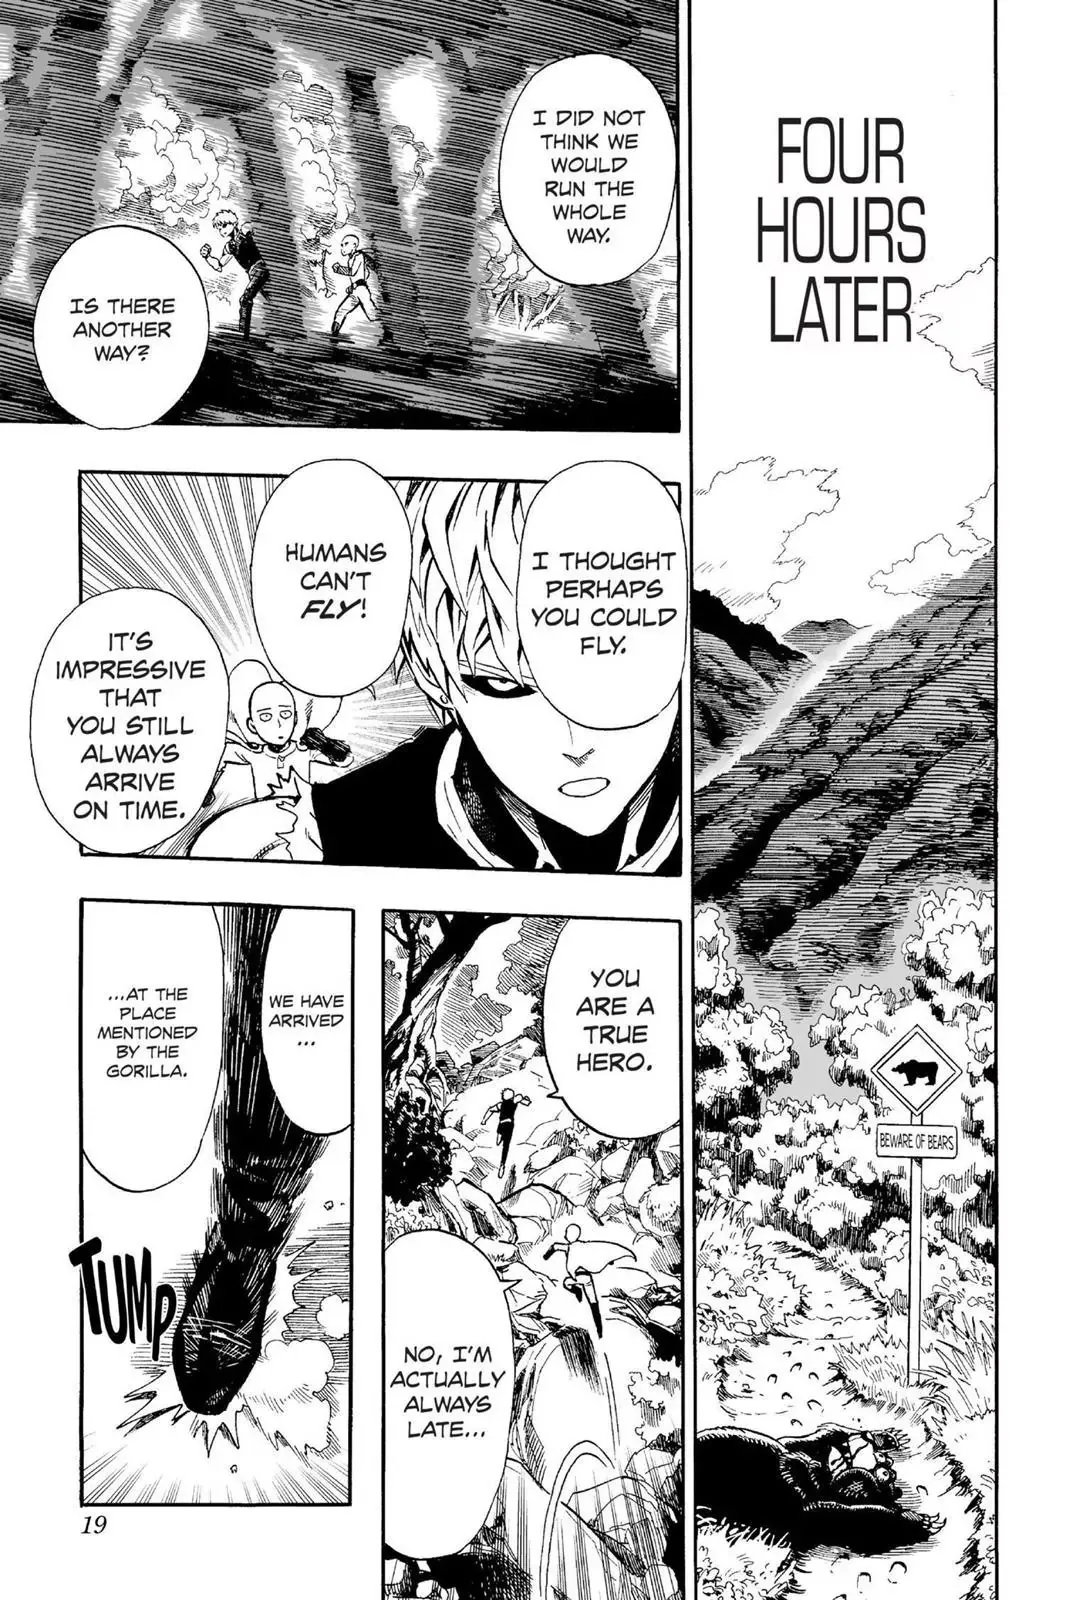 FOUR
HOURS
LATER
BEWARE OF BEARS
I DID NOT
THINK WE
WOULD
RUN THE
WHOLE
WAY.
IS THERE
ANOTHER
WAY?
I THOUGHT
PERHAPS
YOU COULD
FLY.
HUMANS
CAN'T
FLY!
IT'S
IMPRESSIVE
THAT
YOU STILL
ALWAYS
ARRIVE
ON TIME.
YOU
ARE A
TRUE
HERO.
NO, I'M
ACTUALLY
ALWAYS
LATE...
WE HAVE
ARRIVED
...
...AT THE
PLACE
MENTIONED
BY THE
GORILLA.
TUMP
19